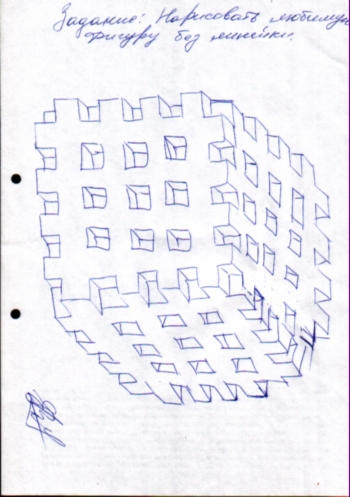 Задание: Нарисовать любимую
фигуру без линейки.